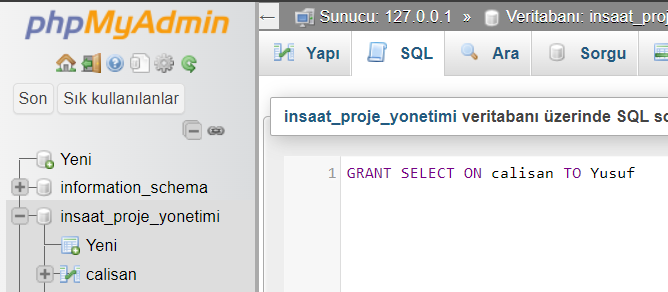 phpMyAdmin
Son
Sık kullanılanlar
Yeni
information_schema
insaat_proje_yonetimi
Yeni
calisan
← Sunucu: 127.0.0.1 » Veritabanı: insaat_proj
Yapı SQL Ara Sorgu
insaat_proje_yonetimi veritabanı üzerinde SQL so
1 GRANT SELECT ON calisan TO Yusuf